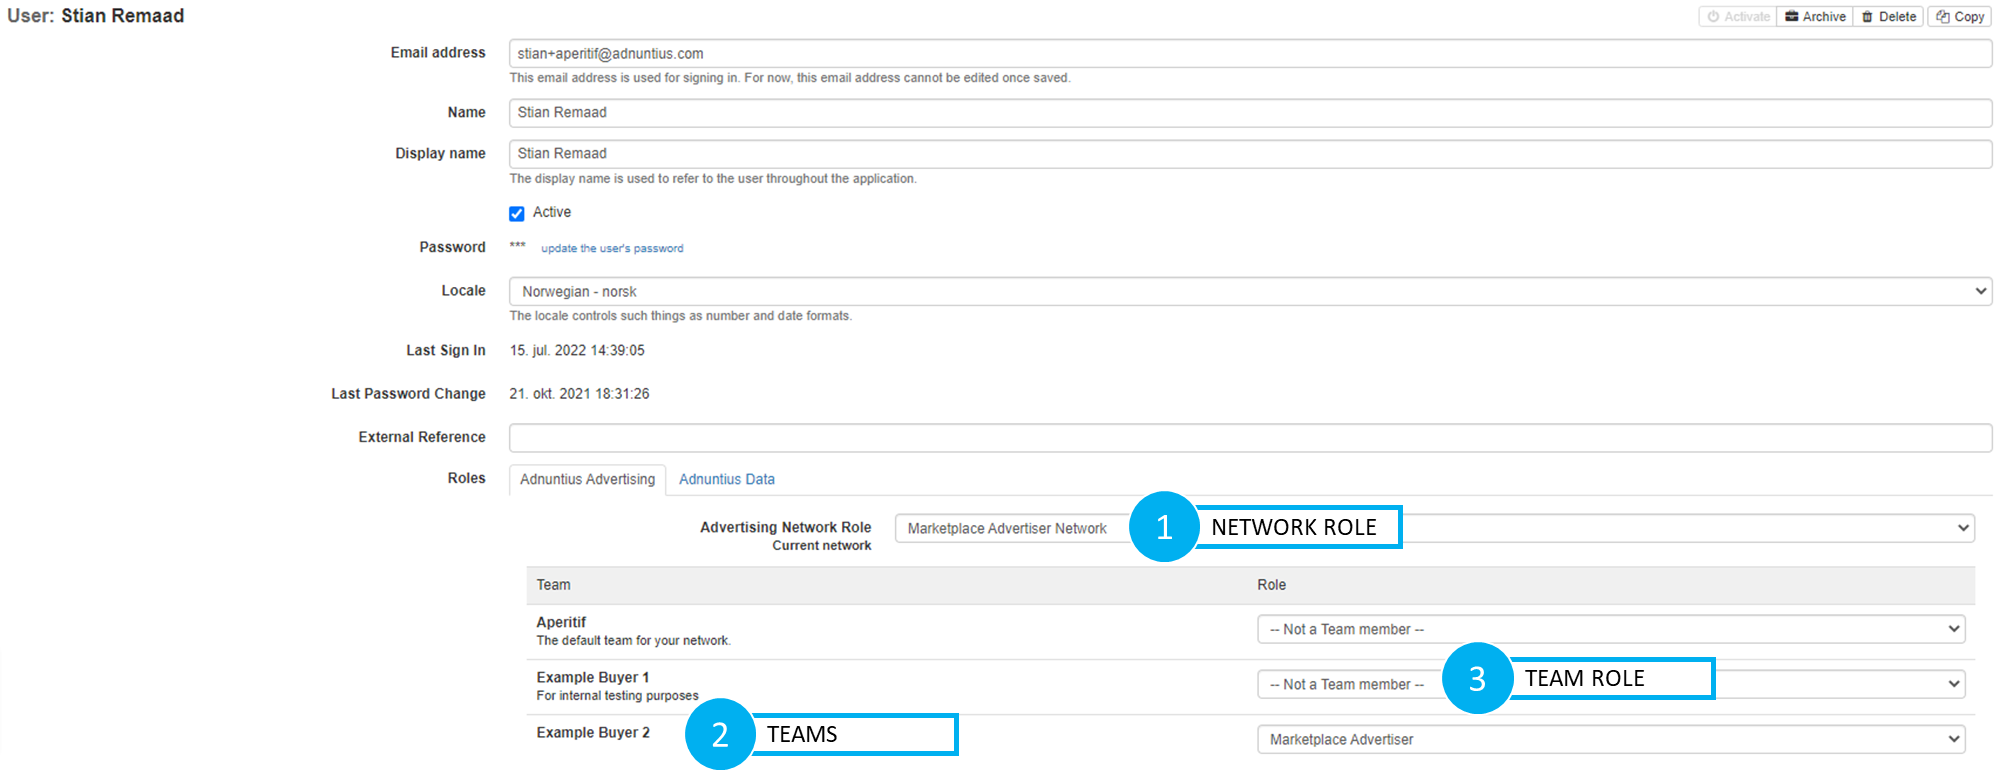 User: Stian Remaad
Activate Archive Delete Copy
Email address stian+aperitif@adnuntius.com
This email address is used for signing in. For now, this email address cannot be edited once saved.
Name Stian Remaad
Display name Stian Remaad
The display name is used to refer to the user throughout the application.
Active
Password *** update the user's password
Locale Norwegian - norsk
The locale controls such things as number and date formats.
Last Sign In 15. jul. 2022 14:39:05
Last Password Change 21. okt. 2021 18:31:26
External Reference
Roles Adnuntius Advertising Adnuntius Data
Advertising Network Role Marketplace Advertiser Network 1 NETWORK ROLE
Current network
Team Role
Aperitif -- Not a Team member --
The default team for your network.
Example Buyer 1 -- Not a Team member -- 3 TEAM ROLE
For internal testing purposes
Example Buyer 2 2 TEAMS Marketplace Advertiser